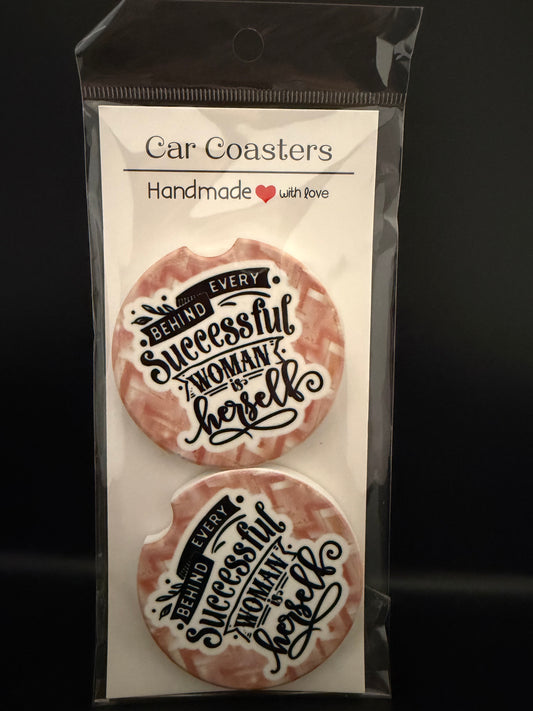 Car Coasters
Handmade with love
BEHIND EVERY
Successful
WOMAN
is
herself
BEHIND EVERY
Successful
WOMAN
is
herself